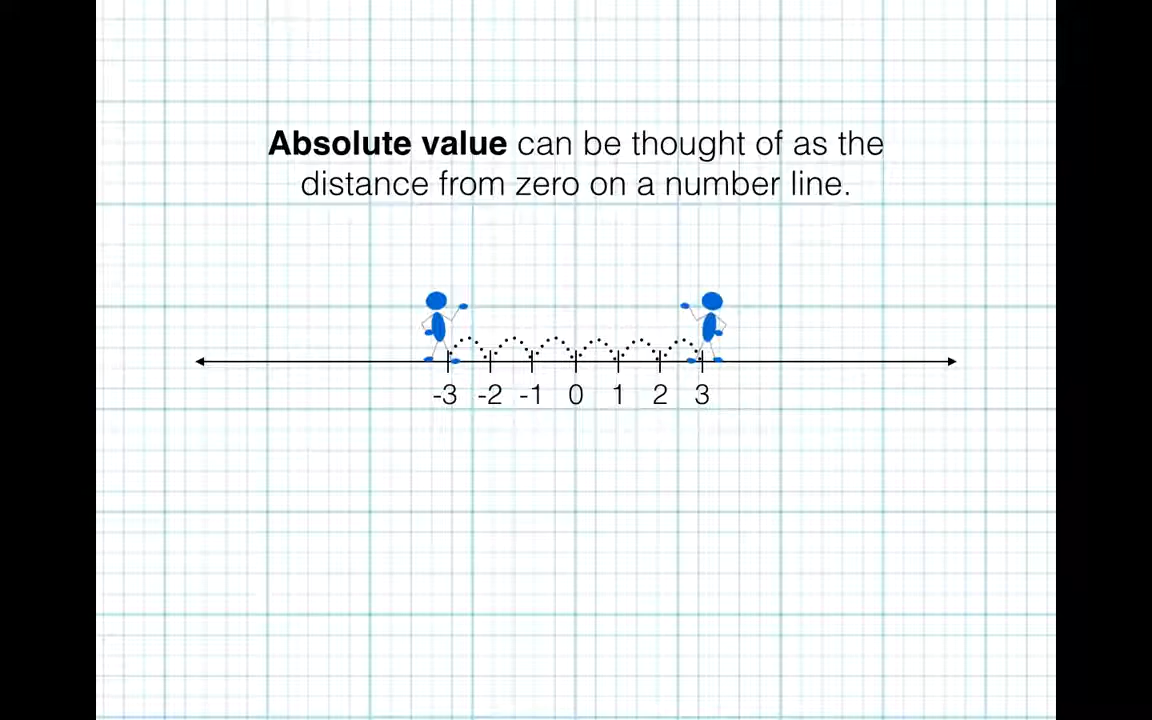 Absolute value can be thought of as the
distance from zero on a number line.
-3 -2 -1 0 1 2 3